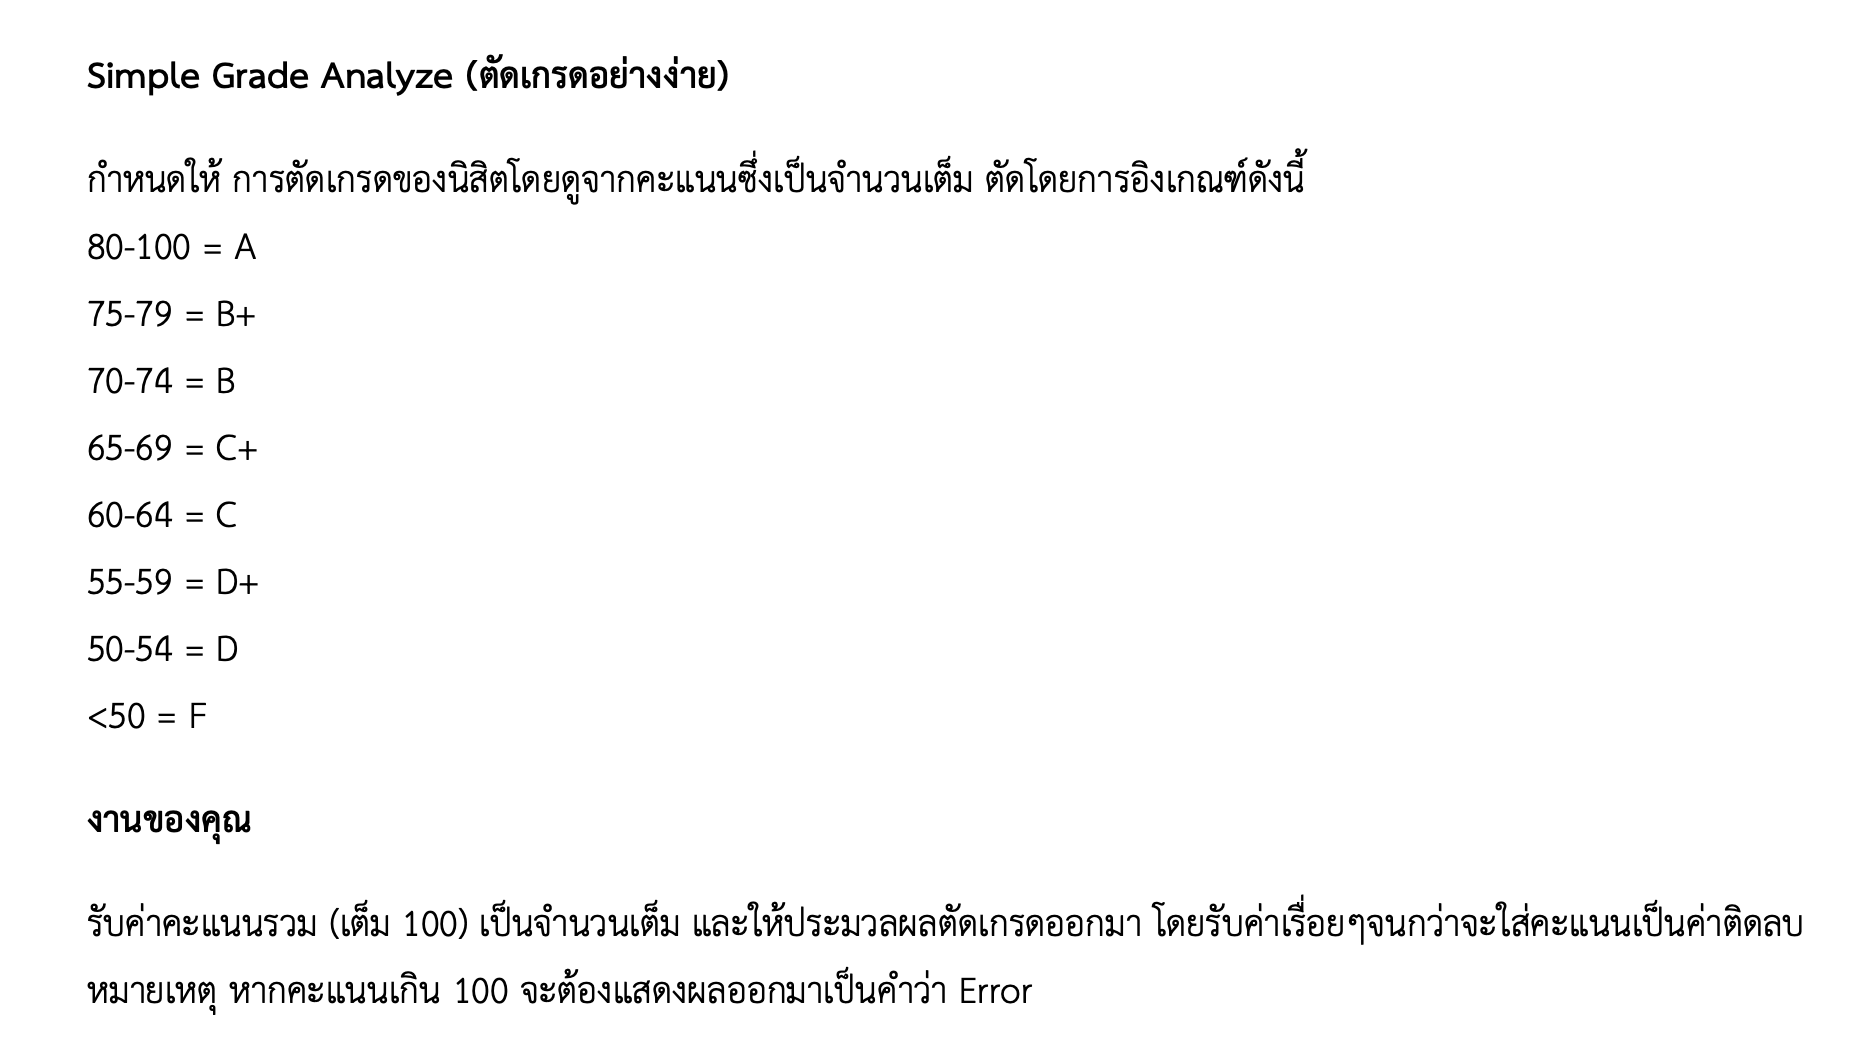 Simple Grade Analyze (ตัดเกรดอย่างง่าย)
กำหนดให้ การตัดเกรดของนิสิตโดยดูจากคะแนนซึ่งเป็นจำนวนเต็ม ตัดโดยการอิงเกณฑ์ดังนี้
80-100 = A
75-79 = B+
70-74 = B
65-69 = C+
60-64 = C
55-59 = D+
50-54 = D
<50 = F
งานของคุณ
รับค่าคะแนนรวม (เต็ม 100) เป็นจำนวนเต็ม และให้ประมวลผลตัดเกรดออกมา โดยรับค่าเรื่อยๆจนกว่าจะใส่คะแนนเป็นค่าติดลบ
หมายเหตุ หากคะแนนเกิน 100 จะต้องแสดงผลออกมาเป็นคำว่า Error